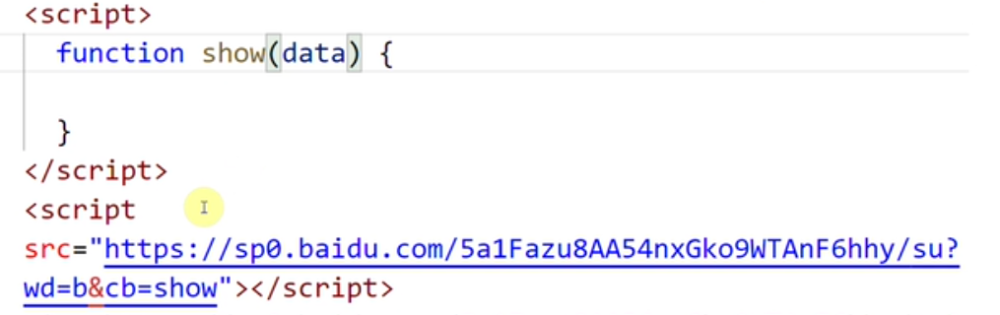 <script>
function show(data) {
}
</script>
<script
src="https://sp0.baidu.com/5a1Fazu8AA54nxGko9WTAnF6hhy/su?
wd=b&cb=show"></script>